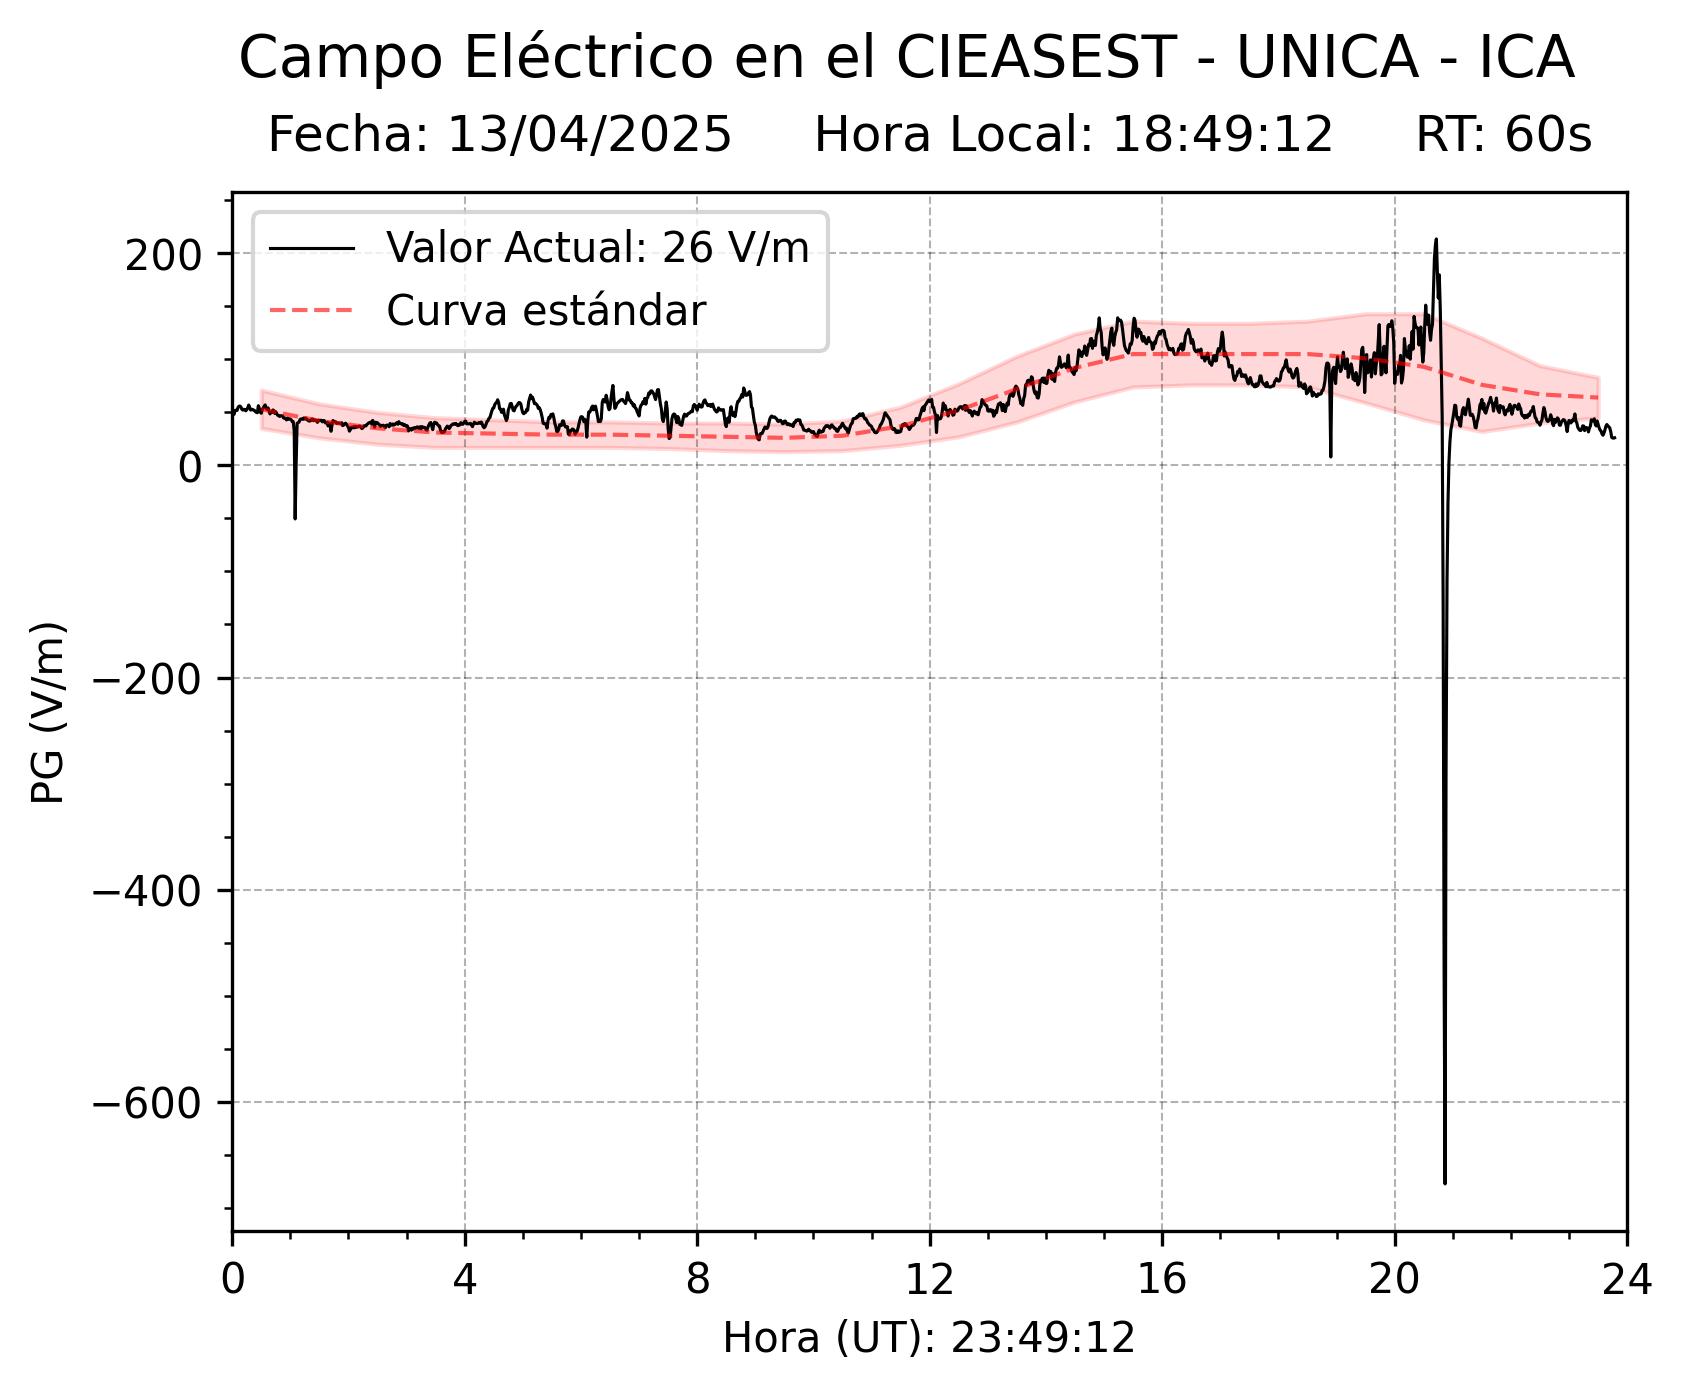 Campo Eléctrico en el CIEASEST - UNICA - ICA
Fecha: 13/04/2025 Hora Local: 18:49:12 RT: 60s
Valor Actual: 26 V/m
Curva estándar
200
0
−200
−400
−600
PG (V/m)
0 4 8 12 16 20 24
Hora (UT): 23:49:12